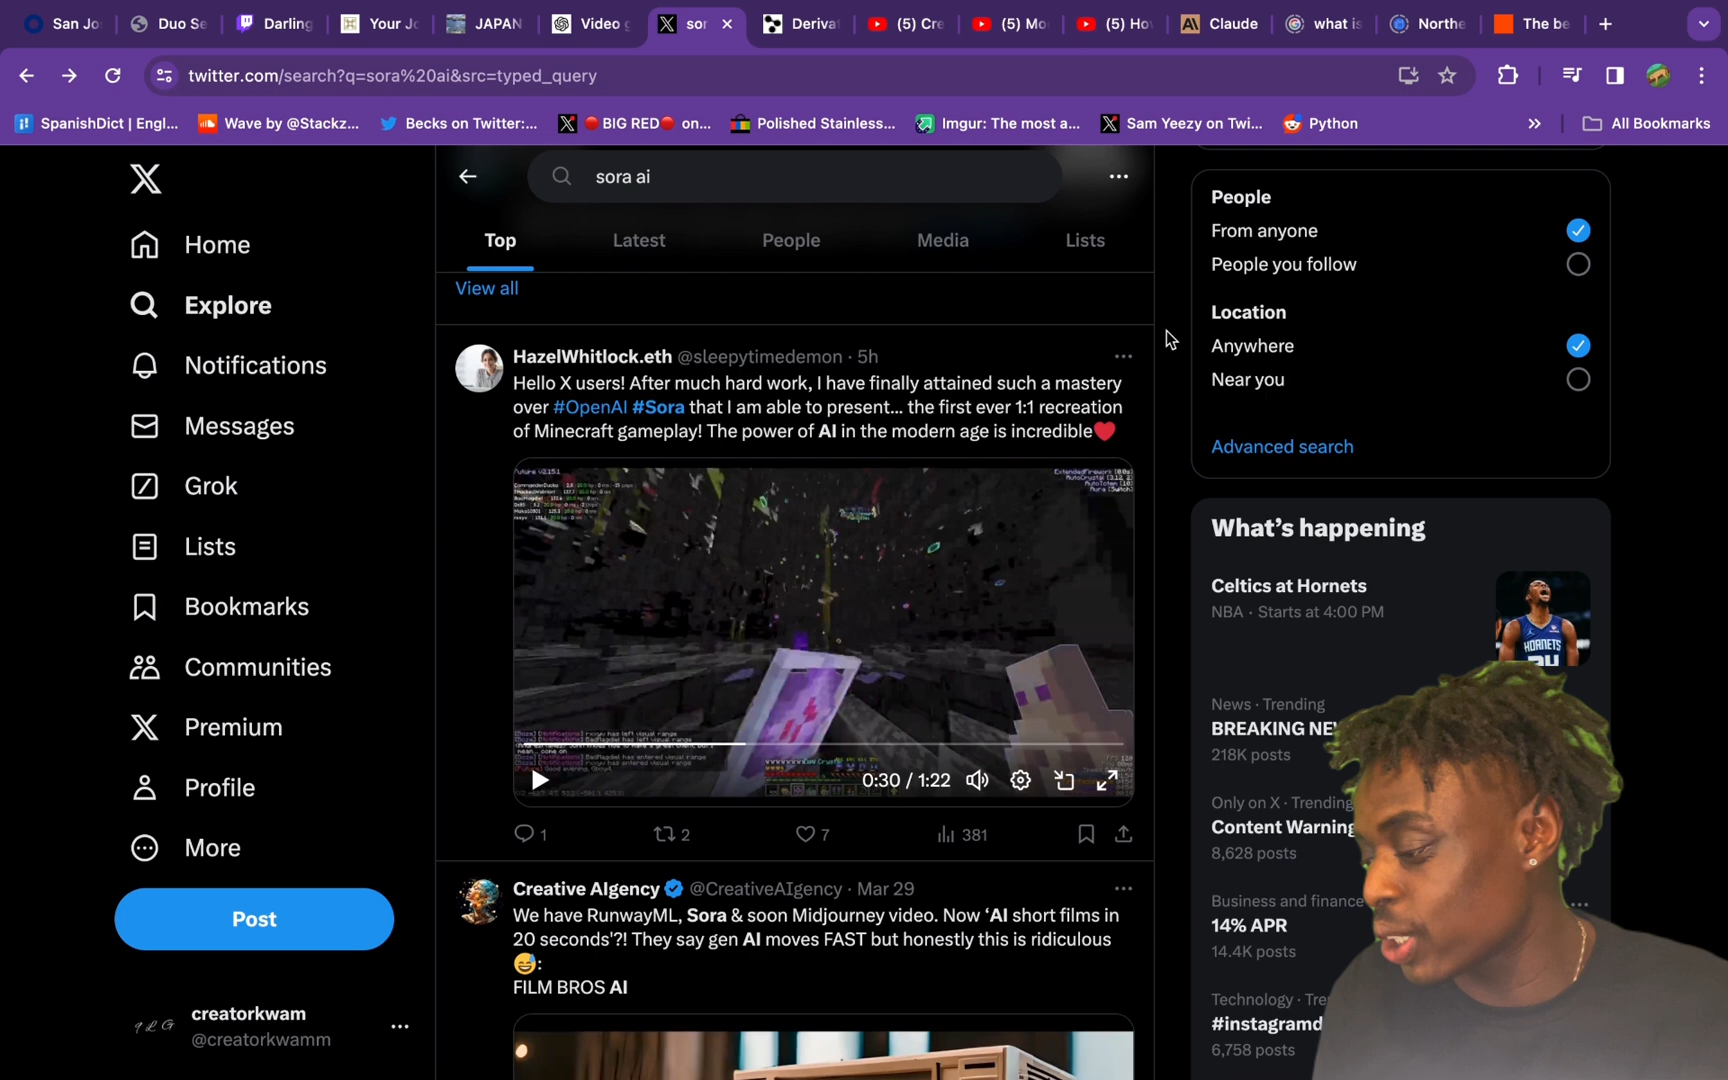 San Jo
Duo Se
Darling
Your Jo
JAPAN
Video g
sor
Deriva
(5) Cre
(5) Mo
(5) Hov
Claude
what is
Northe
The be
twitter.com/search?q=sora%20ai&src=typed_query
SpanishDict | Engl...
Wave by @Stackz...
Becks on Twitter:...
🔴BIG RED🔴 on...
Polished Stainless...
Imgur: The most a...
Sam Yeezy on Twi...
Python
All Bookmarks
Home
Explore
Notifications
Messages
Grok
Lists
Bookmarks
Communities
Premium
Profile
More
Post
creatorkwam
@creatorkwamm
sora ai
Top
Latest
People
Media
Lists
View all
HazelWhitlock.eth @sleepytimedemon · 5h
Hello X users! After much hard work, I have finally attained such a mastery
over #OpenAI #Sora that I am able to present... the first ever 1:1 recreation
of Minecraft gameplay! The power of AI in the modern age is incredible❤️
0:30 / 1:22
1
2
7
381
Creative AIgency @CreativeAIgency · Mar 29
We have RunwayML, Sora & soon Midjourney video. Now ‘AI short films in
20 seconds'?! They say gen AI moves FAST but honestly this is ridiculous
😅:
FILM BROS AI
People
From anyone
People you follow
Location
Anywhere
Near you
Advanced search
What’s happening
Celtics at Hornets
NBA · Starts at 4:00 PM
HORNETS
News · Trending
BREAKING NEW
218K posts
Only on X · Trending
Content Warning
8,628 posts
Business and finance
14% APR
14.4K posts
Technology · Tre
#instagramd
6,758 posts